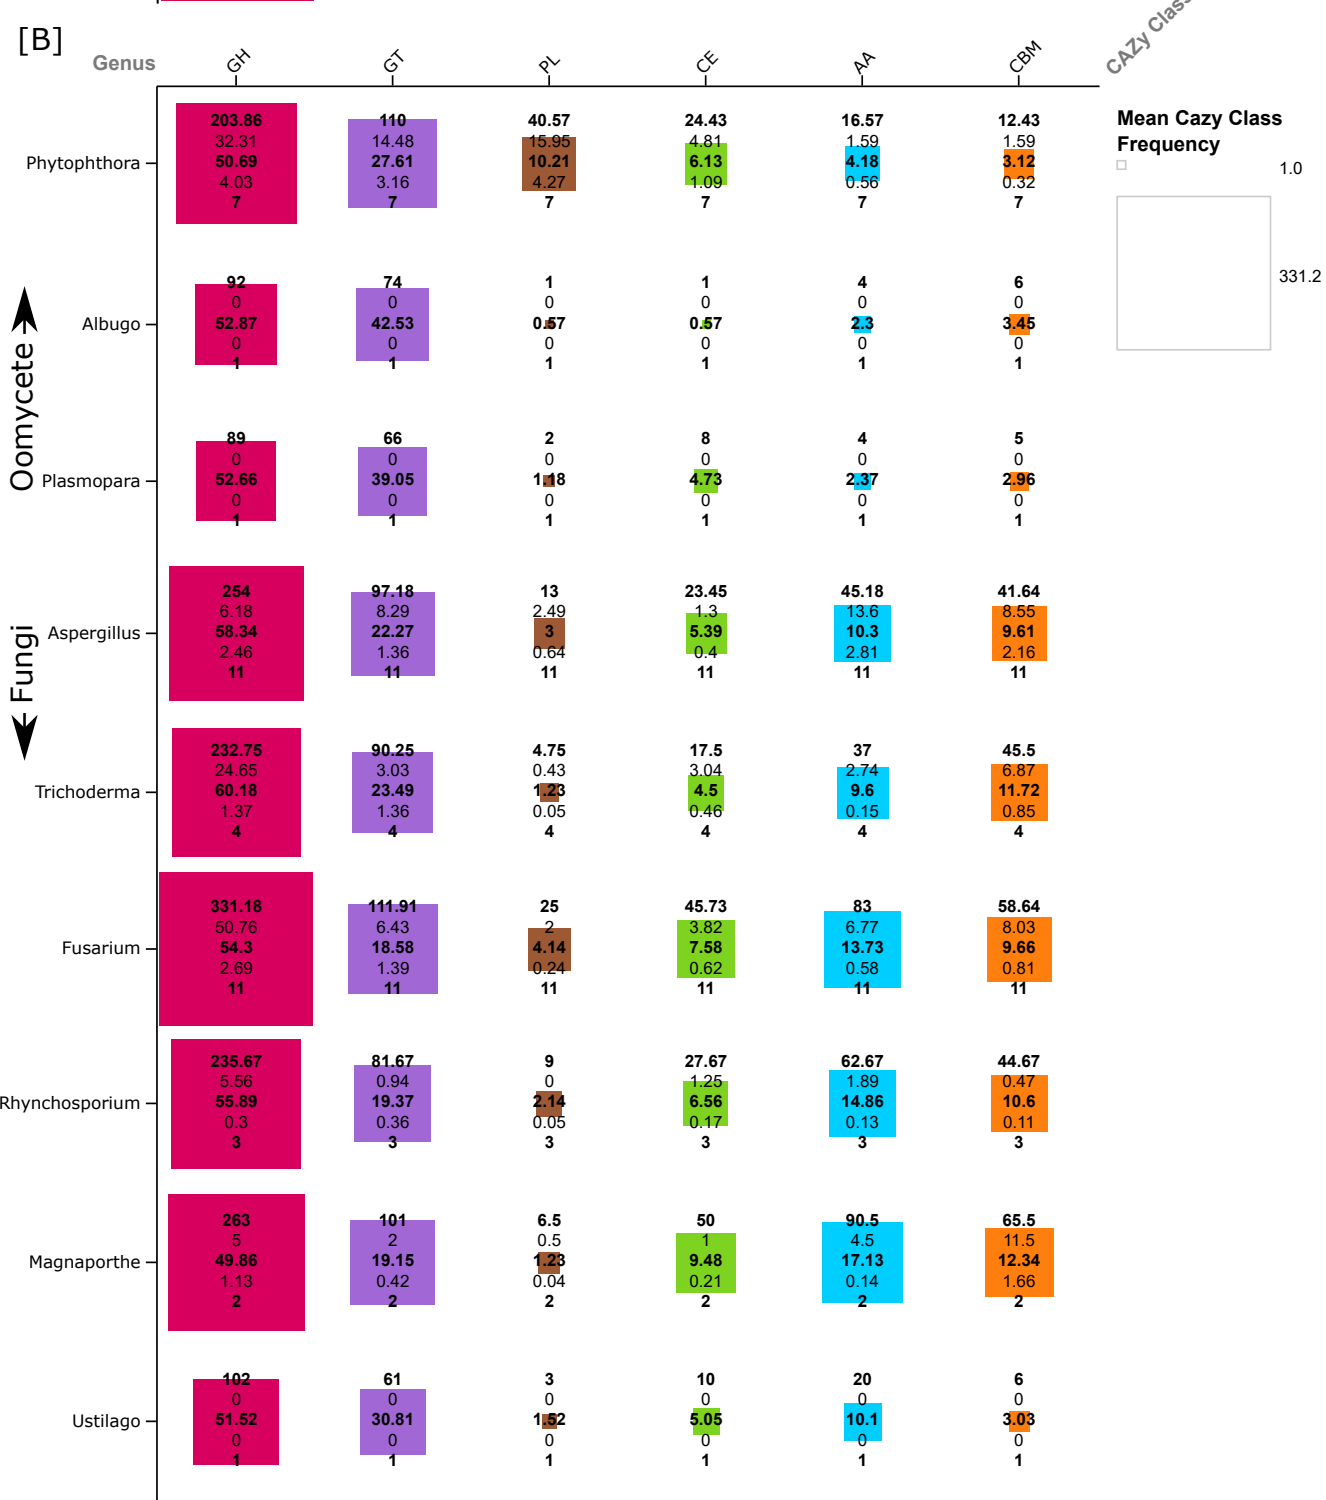 [B]
Genus GH GT PL CE AA CBM CAZy Class
Mean Cazy Class
Frequency
1.0
331.2
Oomycete
Fungi
Phytophthora
203.86 110 40.57 24.43 16.57 12.43
32.31 14.48 15.95 4.81 1.59 1.59
50.69 27.61 10.21 6.13 4.18 3.12
4.03 3.16 4.27 1.09 0.56 0.32
7 7 7 7 7 7
Albugo
92 74 1 1 4 6
0 0 0 0 0 0
52.87 42.53 0.57 0.57 2.3 3.45
0 0 0 0 0 0
1 1 1 1 1 1
Plasmopara
89 66 2 8 4 5
0 0 0 0 0 0
52.66 39.05 1.18 4.73 2.37 2.96
0 0 0 0 0 0
1 1 1 1 1 1
Aspergillus
254 97.18 13 23.45 45.18 41.64
6.18 8.29 2.49 1.3 13.6 8.55
58.34 22.27 3 5.39 10.3 9.61
2.46 1.36 0.64 0.4 2.81 2.16
11 11 11 11 11 11
Trichoderma
232.75 90.25 4.75 17.5 37 45.5
24.65 3.03 0.43 3.04 2.74 6.87
60.18 23.49 1.23 4.5 9.6 11.72
1.37 1.36 0.05 0.46 0.15 0.85
4 4 4 4 4 4
Fusarium
331.18 111.91 25 45.73 83 58.64
50.76 6.43 2 3.82 6.77 8.03
54.3 18.58 4.14 7.58 13.73 9.66
2.69 1.39 0.24 0.62 0.58 0.81
11 11 11 11 11 11
Rhynchosporium
235.67 81.67 9 27.67 62.67 44.67
5.56 0.94 0 1.25 1.89 0.47
55.89 19.37 2.14 6.56 14.86 10.6
0.3 0.36 0.05 0.17 0.13 0.11
3 3 3 3 3 3
Magnaporthe
263 101 6.5 50 90.5 65.5
5 2 0.5 1 4.5 11.5
49.86 19.15 1.23 9.48 17.13 12.34
1.13 0.42 0.04 0.21 0.14 1.66
2 2 2 2 2 2
Ustilago
102 61 3 10 20 6
0 0 0 0 0 0
51.52 30.81 1.52 5.05 10.1 3.03
0 0 0 0 0 0
1 1 1 1 1 1